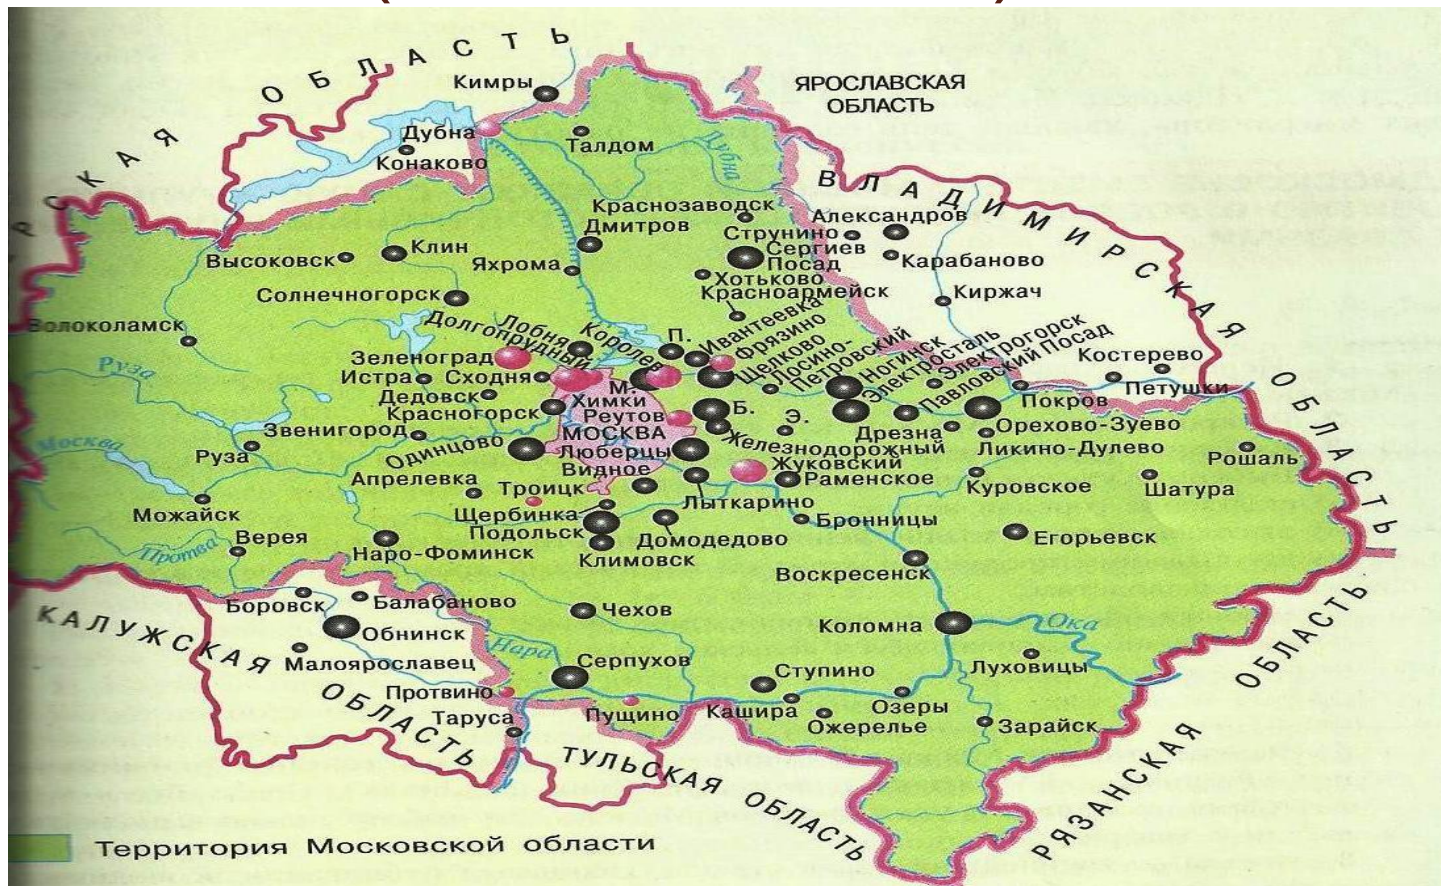 ОБЛАСТЬ
Кимры
ЯРОСЛАВСКАЯ
ОБЛАСТЬ
Дубна
Конаково
Талдом
Дубна
ВЛАДИМИРСКАЯ
ОБЛАСТЬ
Краснозаводск
Александров
Дмитров
Струнино
Сергиев
Посад
Карабаново
Клин
Высоковск
Яхрома
Хотьково
Красноармейск
Киржач
Солнечногорск
Волоколамск
Долгопрудный
Лобня
Королев
П.
Ивантеевка
Фрязино
Щелково
Лосино-
Петровский
Ногинск
Электросталь
Электрогорск
Павловский Посад
Костерево
Петушки
Зеленоград
Руза
Истра
Сходня
М.
Дедовск
Химки
Покров
Красногорск
Реутов
Б.
Э.
Орехово-Зуево
Звенигород
МОСКВА
Железнодорожный
Дрезна
Ликино-Дулево
Москва
Руза
Одинцово
Люберцы
Рошаль
Видное
Жуковский
Апрелевка
Раменское
Куровское
Шатура
Троицк
Лыткарино
Можайск
Щербинка
Бронницы
Подольск
Домодедово
Егорьевск
Верея
Протва
Наро-Фоминск
Климовск
Воскресенск
Боровск
Балабаново
Чехов
Коломна
Ока
КАЛУЖСКАЯ
ОБЛАСТЬ
Обнинск
Малоярославец
Нара
Серпухов
Ступино
Луховицы
Протвино
Таруса
Пущино
Кашира
Озеры
Ожерелье
Зарайск
ТУЛЬСКАЯ ОБЛАСТЬ
РЯЗАНСКАЯ ОБЛАСТЬ
Территория Московской области